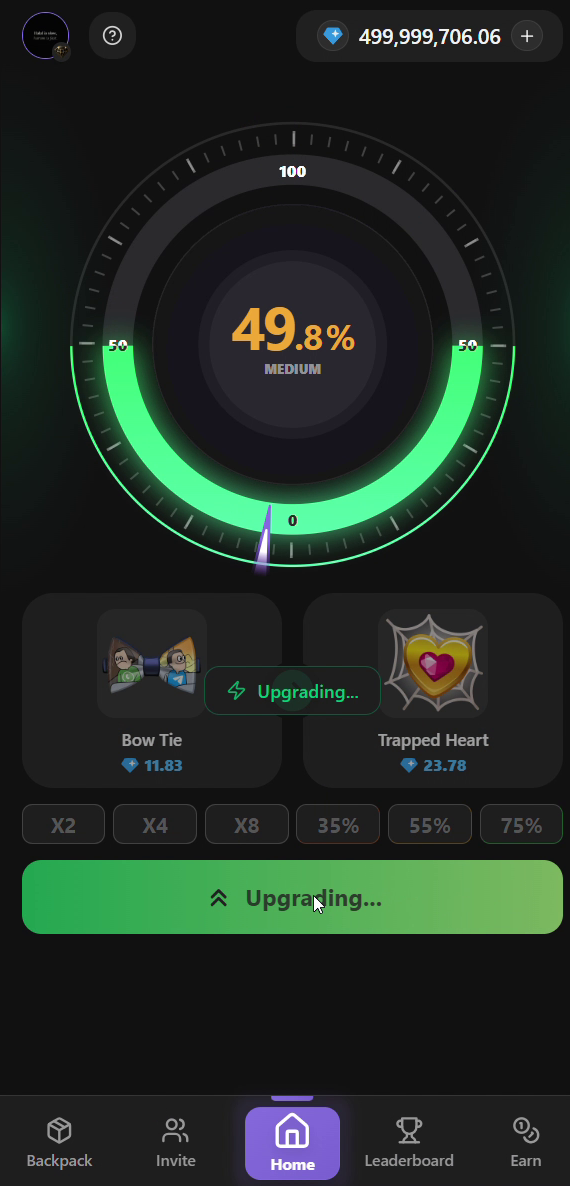 499,999,706.06
100
49.8%
MEDIUM
50 50
0
Upgrading...
Bow Tie
11.83
Trapped Heart
23.78
X2 X4 X8 35% 55% 75%
Upgrading...
Backpack Invite Home Leaderboard Earn